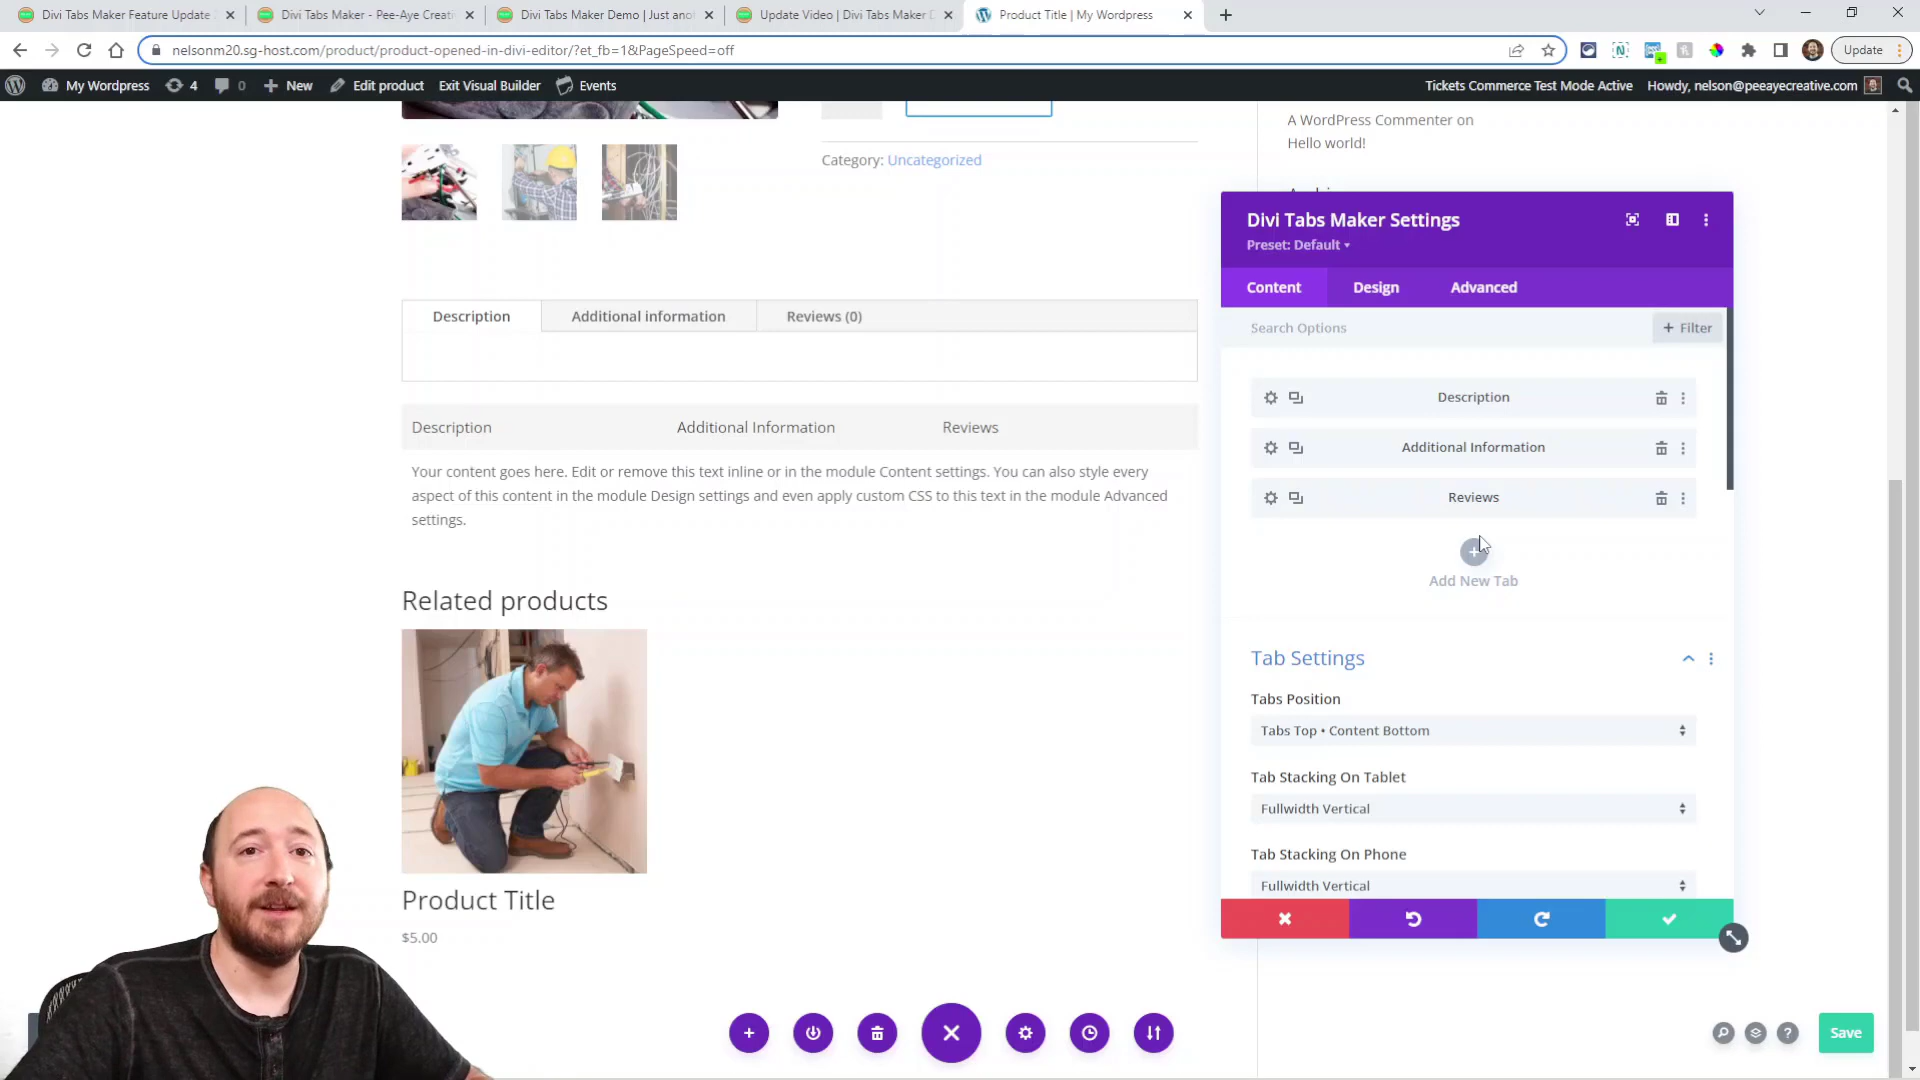 Divi Tabs Maker Feature Update
Divi Tabs Maker - Pee-Aye Creati
Divi Tabs Maker Demo | Just ano
Update Video | Divi Tabs Maker D
Product Title | My Wordpress
nelsonm20.sg-host.com/product/product-opened-in-divi-editor/?et_fb=1&PageSpeed=off
Update
My Wordpress
4
0
New
Edit product
Exit Visual Builder
Events
Tickets Commerce Test Mode Active
Howdy, nelson@peeayecreative.com
A WordPress Commenter on
Hello world!
Category: Uncategorized
Description
Additional information
Reviews (0)
Description
Additional Information
Reviews
Your content goes here. Edit or remove this text inline or in the module Content settings. You can also style every
aspect of this content in the module Design settings and even apply custom CSS to this text in the module Advanced
settings.
Related products
Product Title
$5.00
Divi Tabs Maker Settings
Preset: Default
Content
Design
Advanced
Search Options
+ Filter
Description
Additional Information
Reviews
Add New Tab
Tab Settings
Tabs Position
Tabs Top • Content Bottom
Tab Stacking On Tablet
Fullwidth Vertical
Tab Stacking On Phone
Fullwidth Vertical
Save